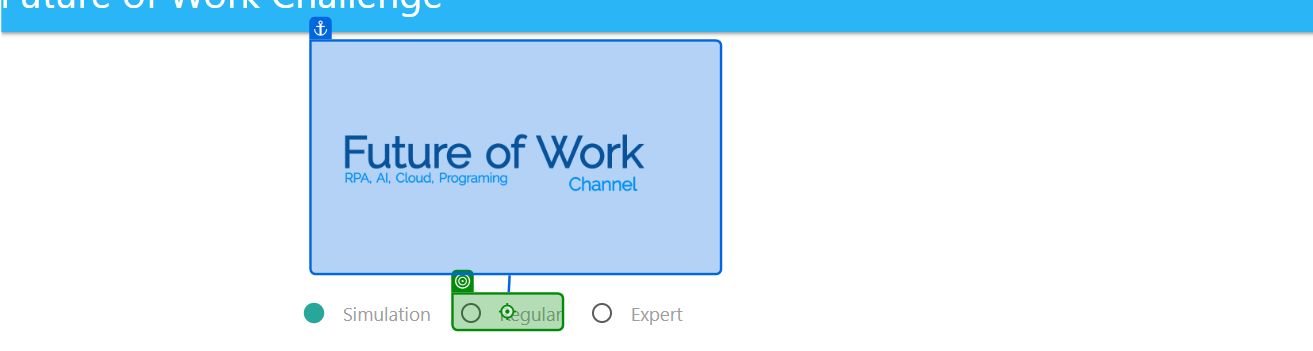 Future of Work Challenge
Future of Work
RPA, AI, Cloud, Programing
Channel
Simulation
Regular
Expert